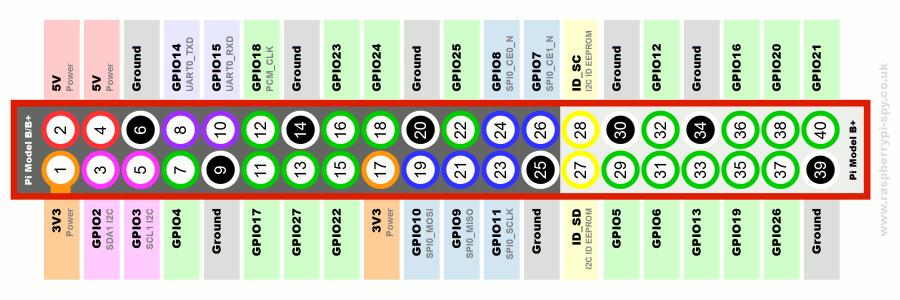 5V
Power
5V
Power
Ground
GPIO14
UART0_TXD
GPIO15
UART0_RXD
GPIO18
PCM_CLK
Ground
GPIO23
GPIO24
Ground
GPIO25
GPIO8
SPI0_CE0_N
GPIO7
SPI0_CE1_N
ID_SC
I2C ID EEPROM
Ground
GPIO12
Ground
GPIO16
GPIO20
GPIO21
Pi Model B/B+
2 4 6 8 10 12 14 16 18 20 22 24 26 28 30 32 34 36 38 40
1 3 5 7 9 11 13 15 17 19 21 23 25 27 29 31 33 35 37 39
Pi Model B+
3V3
Power
GPIO2
SDA1 I2C
GPIO3
SCL1 I2C
GPIO4
Ground
GPIO17
GPIO27
GPIO22
3V3
Power
GPIO10
SPI0_MOSI
GPIO9
SPI0_MISO
GPIO11
SPI0_SCLK
Ground
ID_SD
I2C ID EEPROM
GPIO5
GPIO6
GPIO13
GPIO19
GPIO26
Ground
www.raspberrypi-spy.co.uk